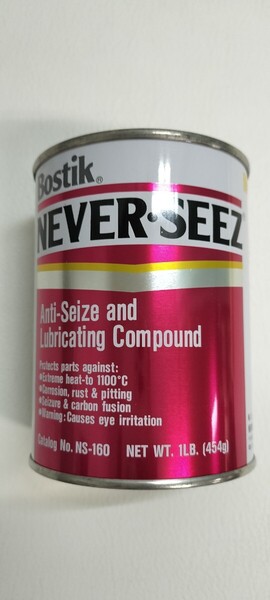 Bostik®
NEVER·SEEZ
Anti-Seize and
Lubricating Compound
Protects parts against:
•Extreme heat-to 1100°C
•Corrosion, rust & pitting
•Seizure & carbon fusion
•Warning: Causes eye irritation
Catalog No. NS-160 NET WT. 1LB. (454g)